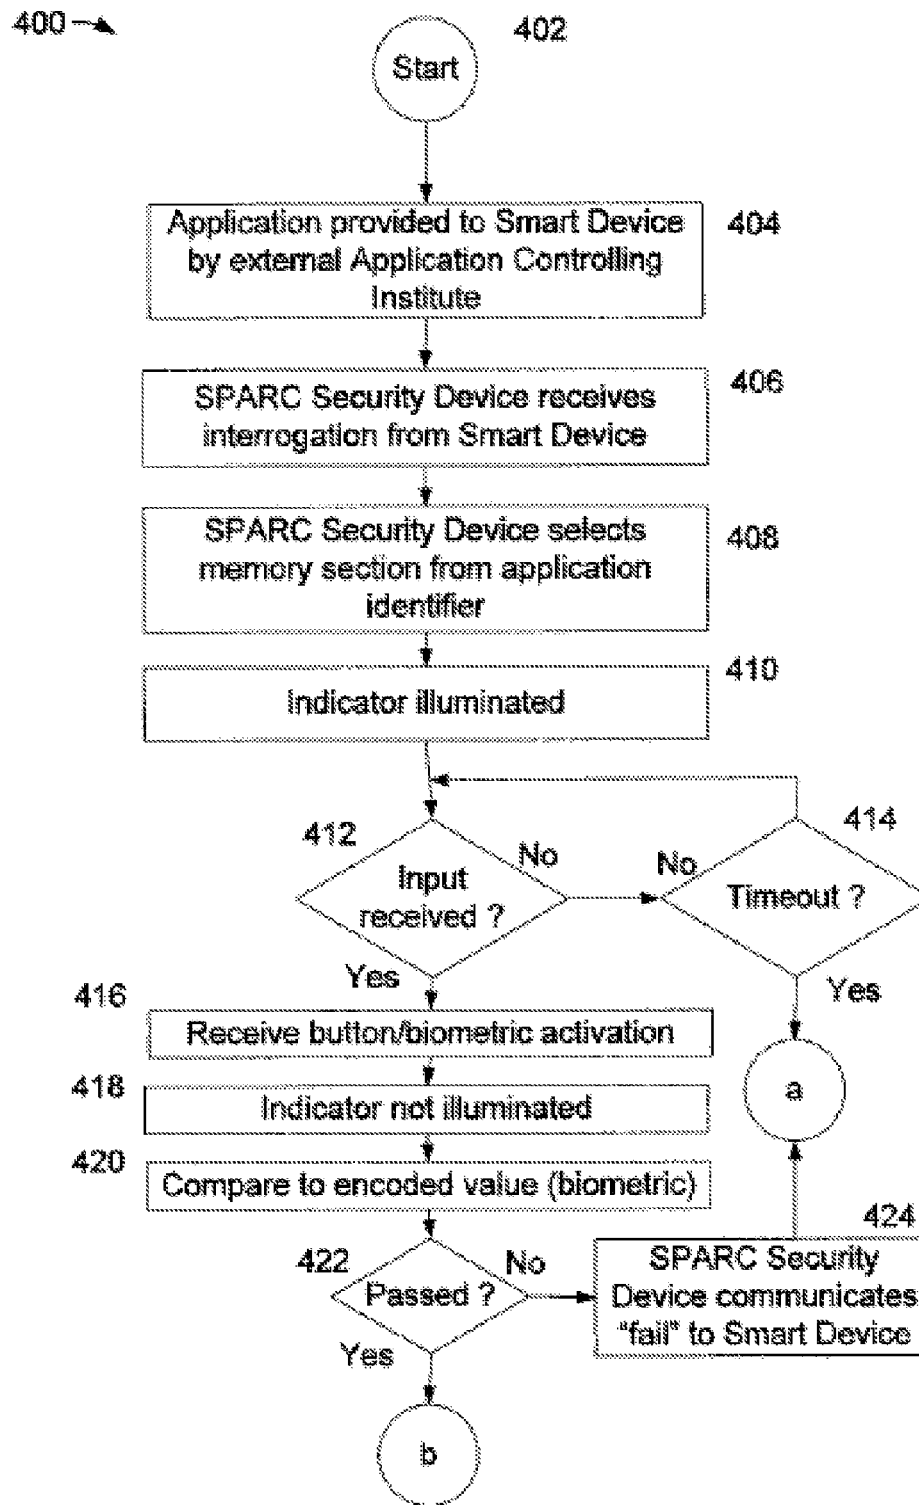 400
402
Start
Application provided to Smart Device
by external Application Controlling
Institute
404
SPARC Security Device receives
interrogation from Smart Device
406
SPARC Security Device selects
memory section from application
identifier
408
Indicator illuminated
410
412
Input
received ?
No
Yes
414
No
Timeout ?
Yes
416
Receive button/biometric activation
a
418
Indicator not illuminated
420
Compare to encoded value (biometric)
422
Passed ?
No
Yes
424
SPARC Security
Device communicates
"fail" to Smart Device
b